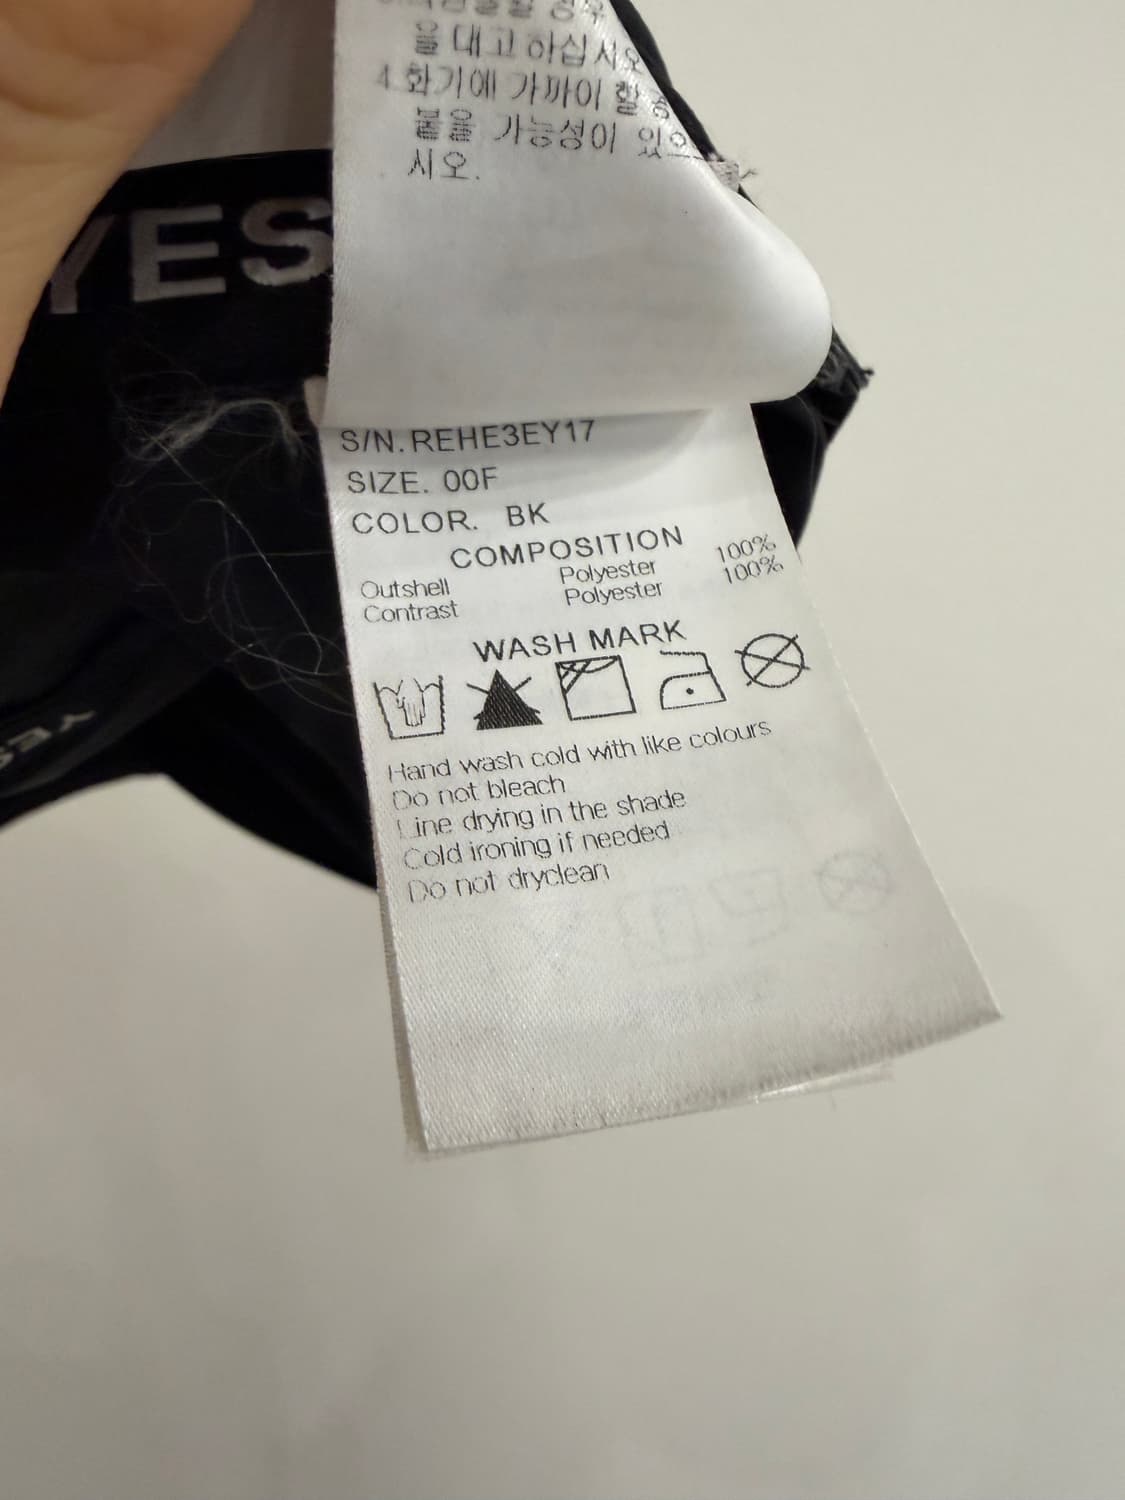 을 대고 하십시오
4.화기에 가까이 할
붙을 가능성이 있으
시오.
YES
S/N. REHE3EY17
SIZE. 00F
COLOR. BK
COMPOSITION
Outshell Polyester 100%
Contrast Polyester 100%
WASH MARK
Hand wash cold with like colours
Do not bleach
Line drying in the shade
Cold ironing if needed
Do not dryclean
YES